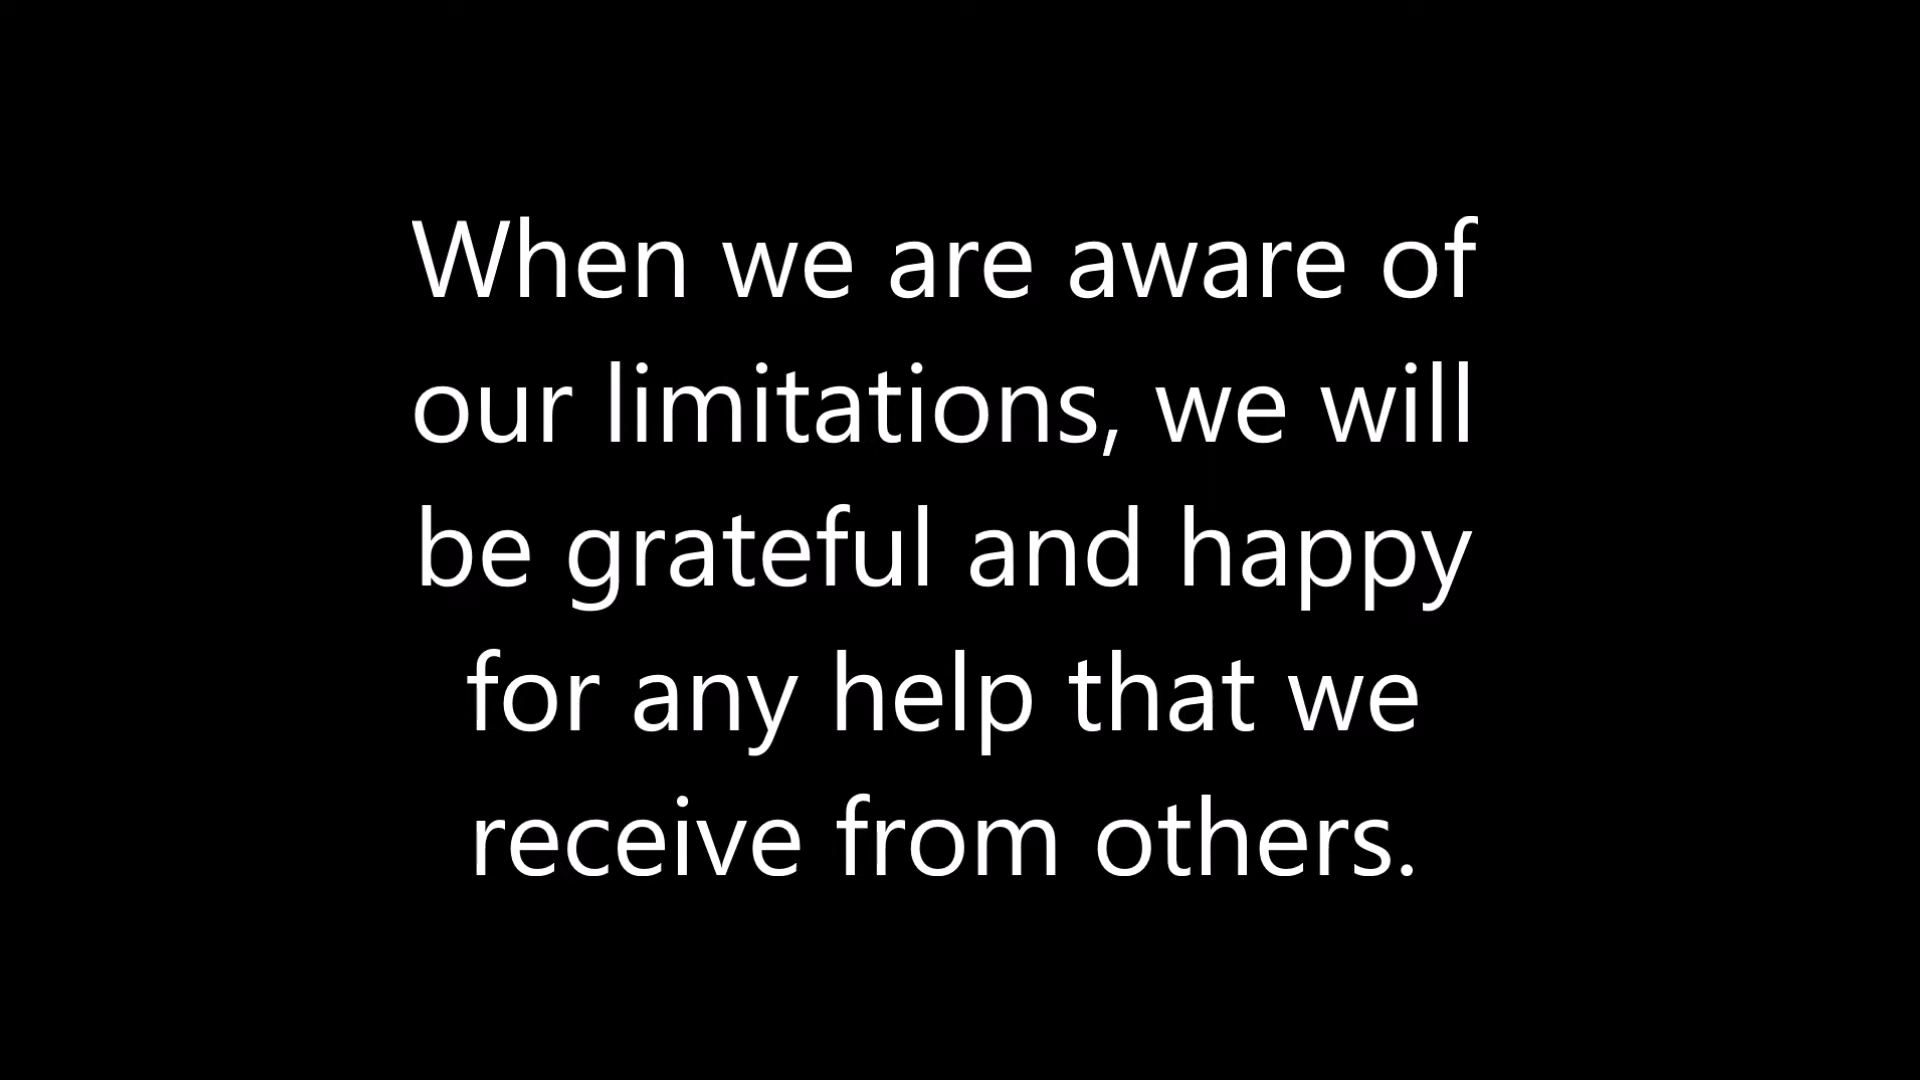 When we are aware of
our limitations, we will
be grateful and happy
for any help that we
receive from others.